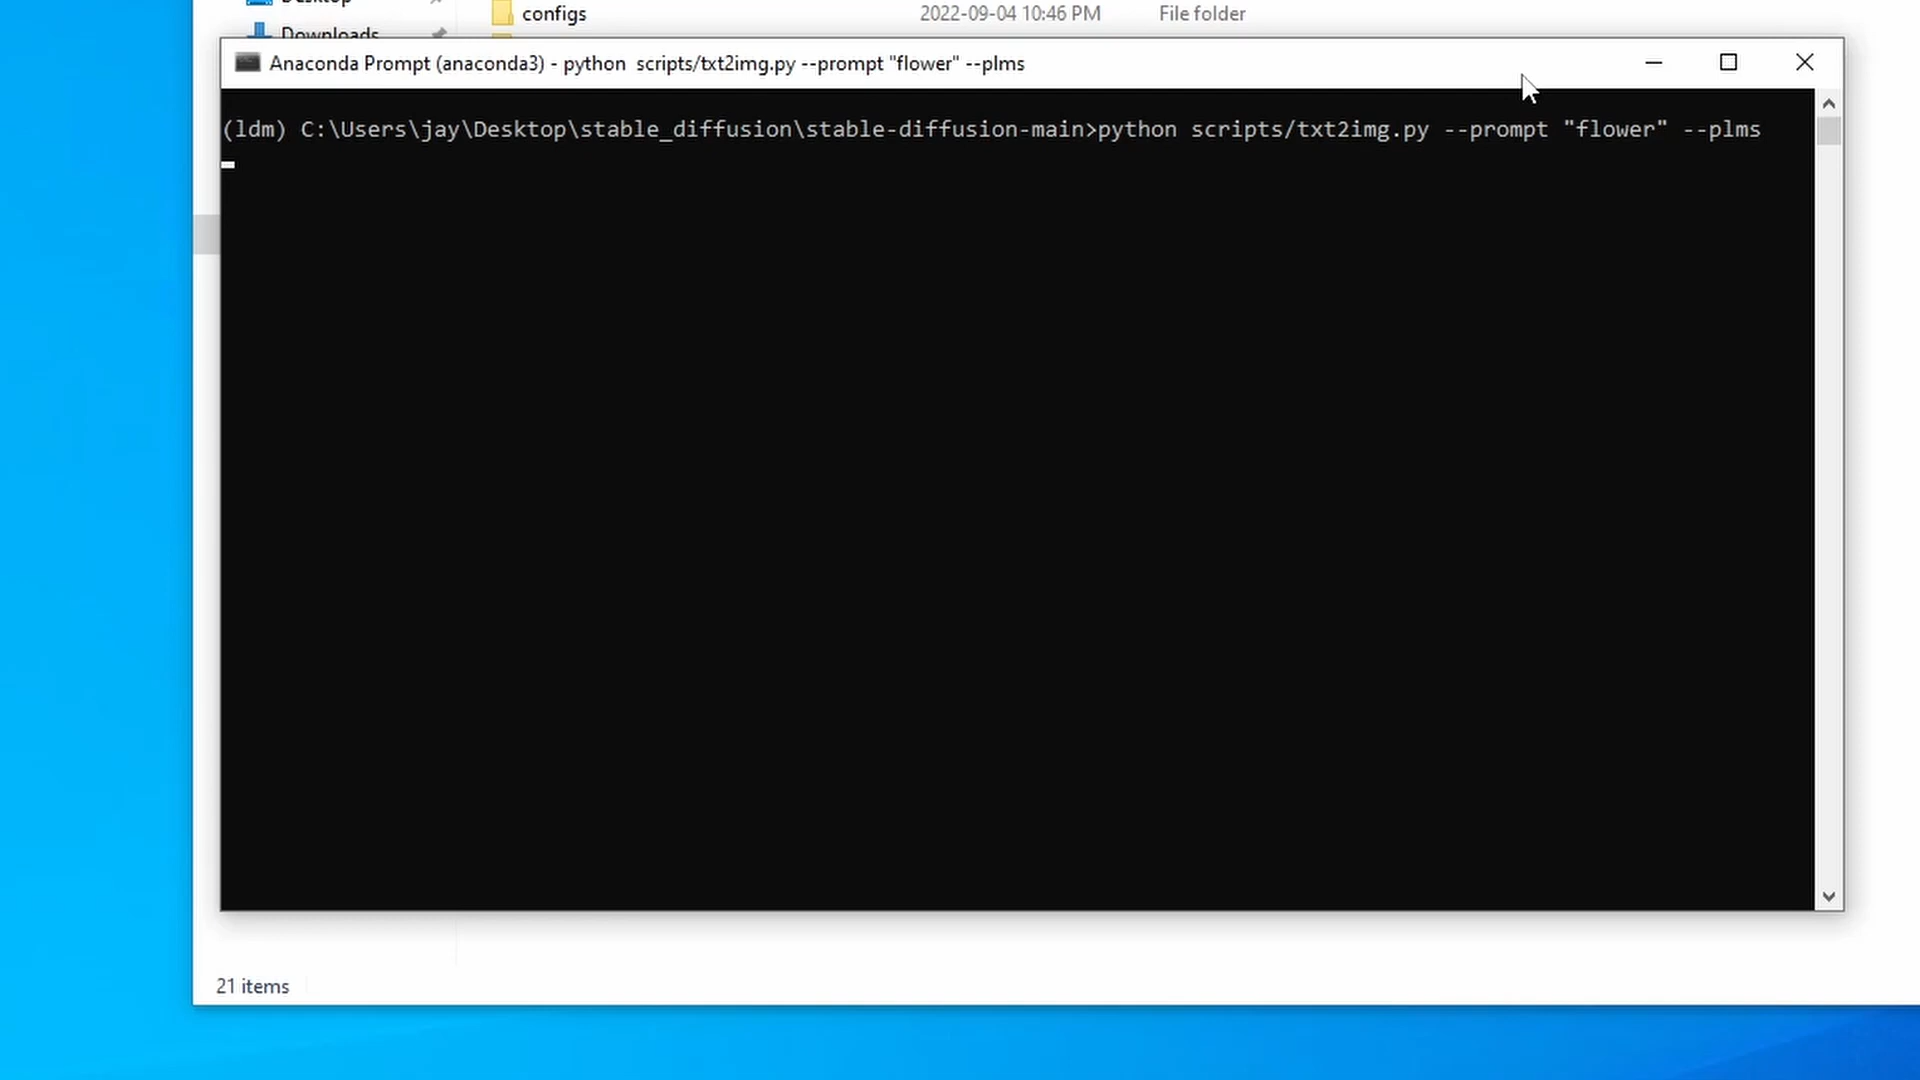 Desktop
configs 2022-09-04 10:46 PM File folder
Downloads
Anaconda Prompt (anaconda3) - python  scripts/txt2img.py --prompt "flower" --plms
(ldm) C:\Users\jay\Desktop\stable_diffusion\stable-diffusion-main>python scripts/txt2img.py --prompt "flower" --plms
21 items